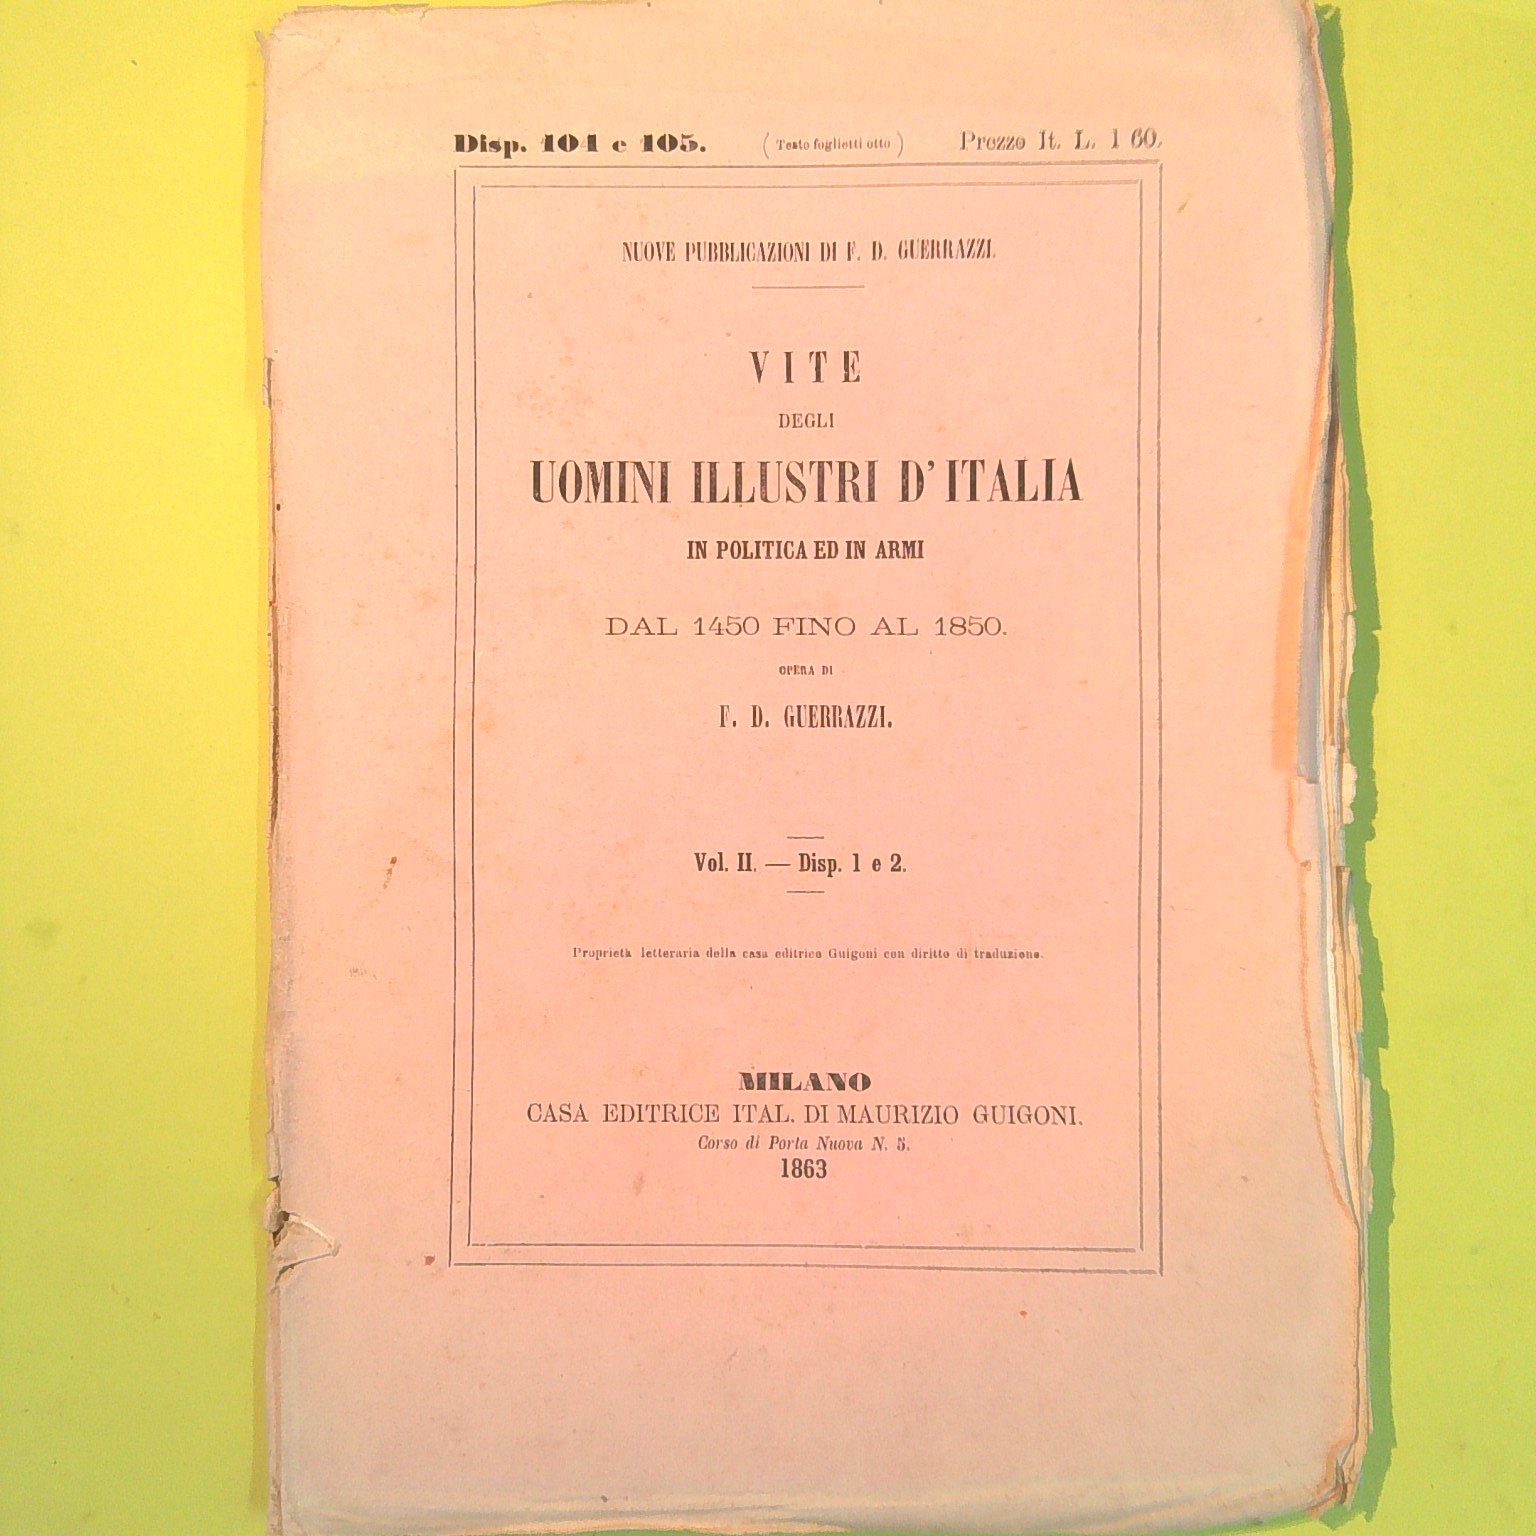 Disp. 104 e 105. (Testo foglietti otto) Prezzo It. L. 1 60.
NUOVE PUBBLICAZIONI DI F. D. GUERRAZZI.
VITE
DEGLI
UOMINI ILLUSTRI D'ITALIA
IN POLITICA ED IN ARMI
DAL 1450 FINO AL 1850.
OPERA DI
F. D. GUERRAZZI.
Vol. II. — Disp. 1 e 2.
Proprietà letteraria della casa editrice Guigoni con diritto di traduzione.
MILANO
CASA EDITRICE ITAL. DI MAURIZIO GUIGONI.
Corso di Porta Nuova N. 5.
1863